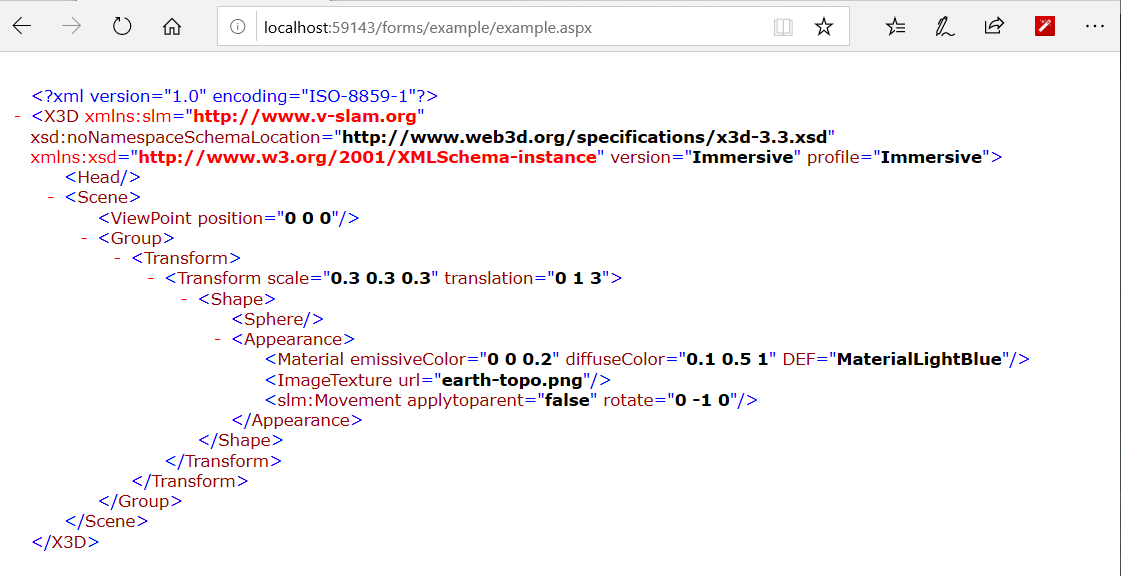 localhost:59143/forms/example/example.aspx
<?xml version="1.0" encoding="ISO-8859-1"?>
- <X3D xmlns:slm="http://www.v-slam.org"
xsd:noNamespaceSchemaLocation="http://www.web3d.org/specifications/x3d-3.3.xsd"
xmlns:xsd="http://www.w3.org/2001/XMLSchema-instance" version="Immersive" profile="Immersive">
<Head/>
- <Scene>
<ViewPoint position="0 0 0"/>
- <Group>
- <Transform>
- <Transform scale="0.3 0.3 0.3" translation="0 1 3">
- <Shape>
<Sphere/>
- <Appearance>
<Material emissiveColor="0 0 0.2" diffuseColor="0.1 0.5 1" DEF="MaterialLightBlue"/>
<ImageTexture url="earth-topo.png"/>
<slm:Movement applytoparent="false" rotate="0 -1 0"/>
</Appearance>
</Shape>
</Transform>
</Transform>
</Group>
</Scene>
</X3D>